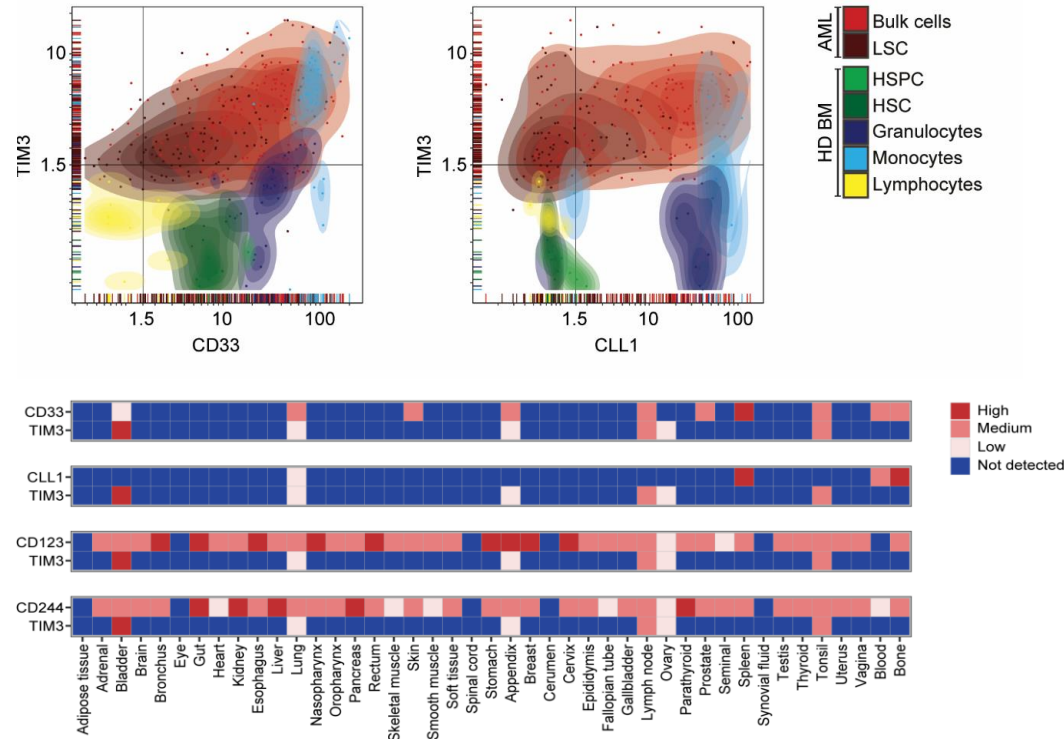 TIM3
10
1.5
1.5
10
100
CD33
TIM3
10
1.5
1.5
10
100
CLL1
AML
Bulk cells
LSC
HD BM
HSPC
HSC
Granulocytes
Monocytes
Lymphocytes
CD33
TIM3
CLL1
TIM3
CD123
TIM3
CD244
TIM3
High
Medium
Low
Not detected
Adipose tissue
Adrenal
Bladder
Brain
Bronchus
Eye
Gut
Heart
Kidney
Esophagus
Liver
Lung
Nasopharynx
Oropharynx
Pancreas
Rectum
Skeletal muscle
Skin
Smooth muscle
Soft tissue
Spinal cord
Stomach
Appendix
Breast
Cerumen
Cervix
Epididymis
Fallopian tube
Gallbladder
Lymph node
Ovary
Parathyroid
Prostate
Seminal
Spleen
Synovial fluid
Testis
Thyroid
Tonsil
Uterus
Vagina
Blood
Bone